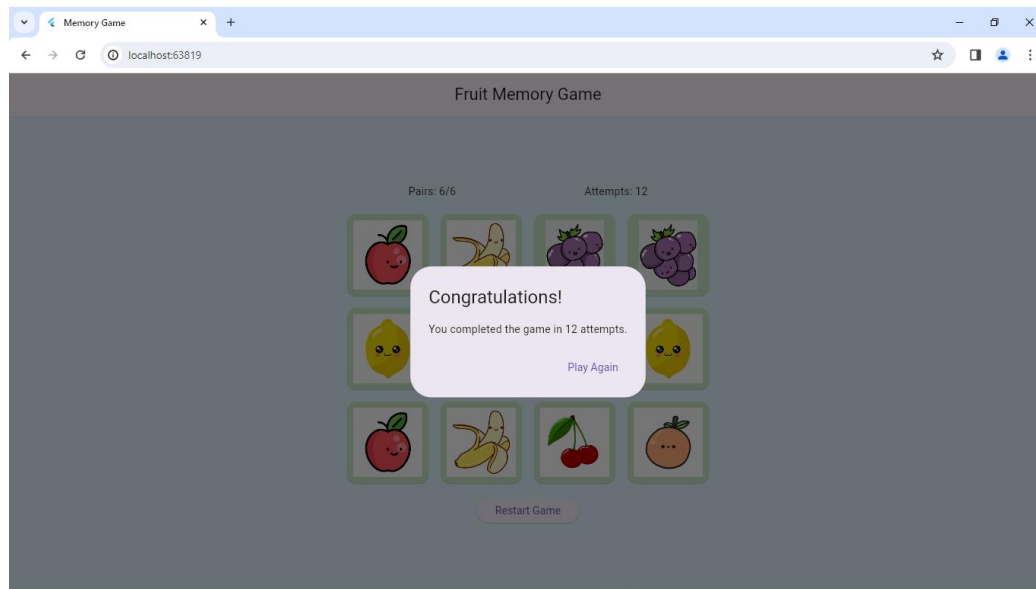 Memory Game
localhost:63819
Fruit Memory Game
Pairs: 6/6 Attempts: 12
Congratulations!
You completed the game in 12 attempts.
Play Again
Restart Game